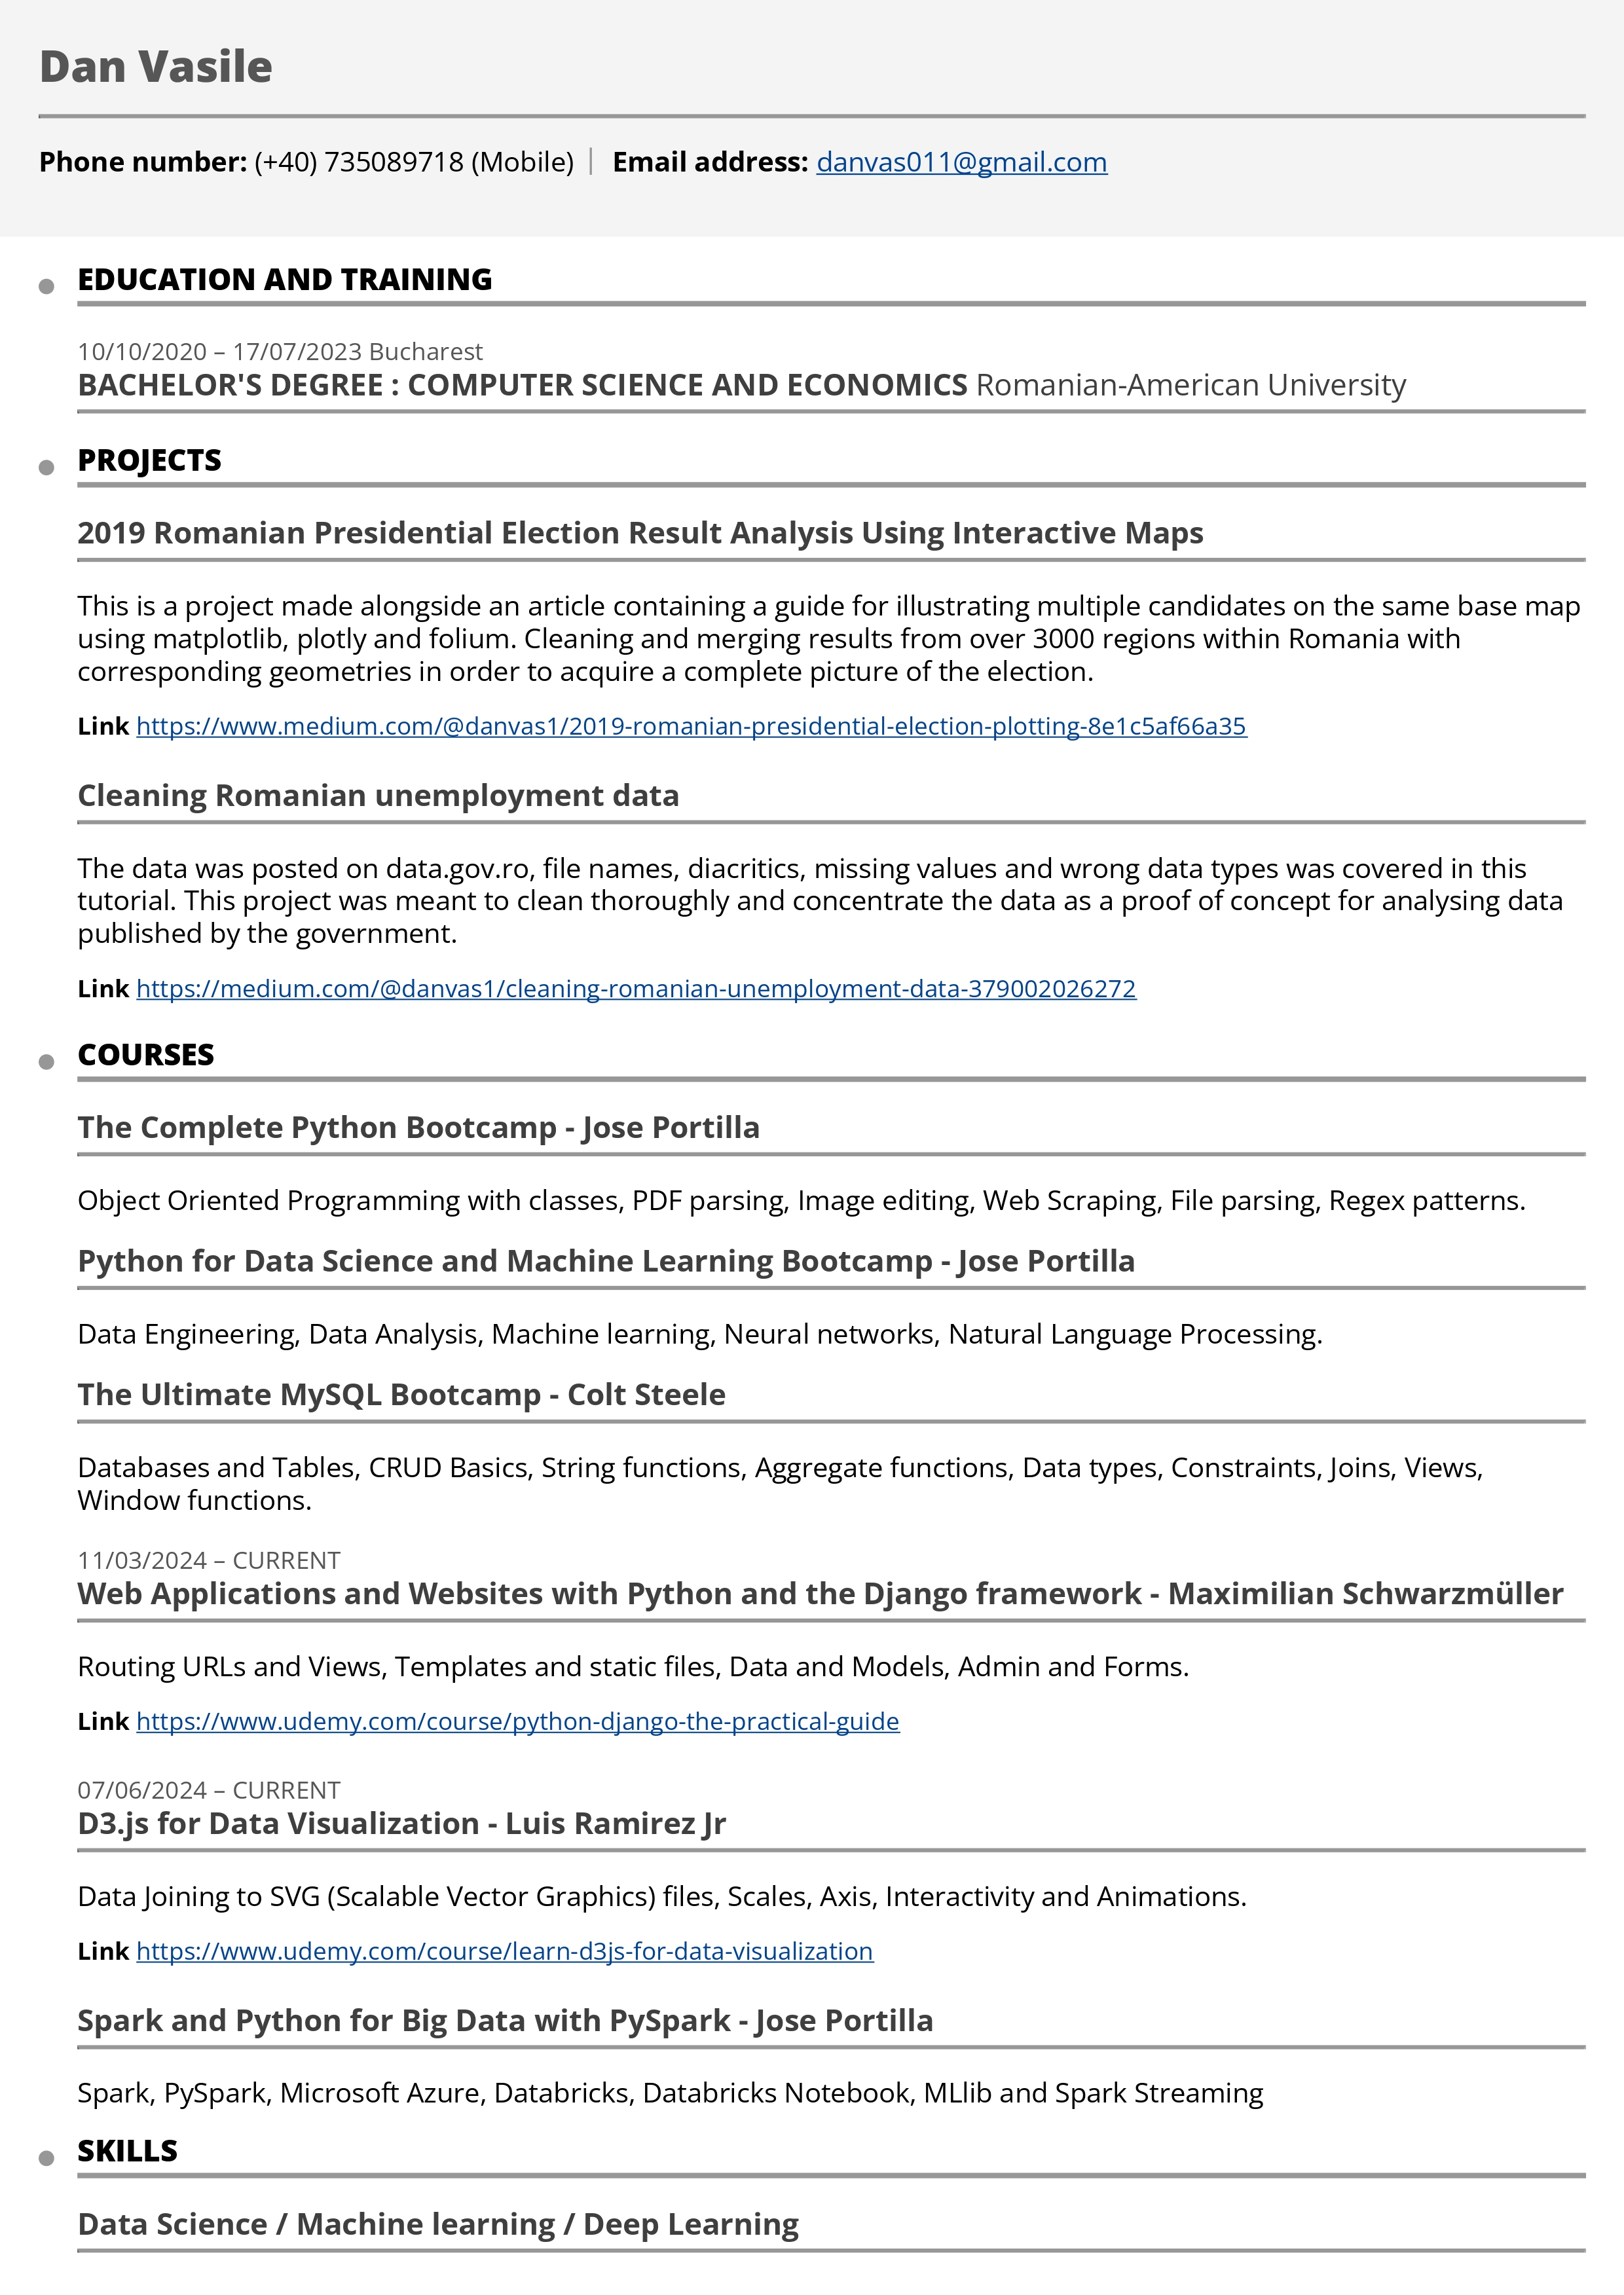 Dan Vasile
Phone number: (+40) 735089718 (Mobile) | Email address: danvas011@gmail.com
EDUCATION AND TRAINING
10/10/2020 – 17/07/2023 Bucharest
BACHELOR'S DEGREE : COMPUTER SCIENCE AND ECONOMICS Romanian-American University
PROJECTS
2019 Romanian Presidential Election Result Analysis Using Interactive Maps
This is a project made alongside an article containing a guide for illustrating multiple candidates on the same base map
using matplotlib, plotly and folium. Cleaning and merging results from over 3000 regions within Romania with
corresponding geometries in order to acquire a complete picture of the election.
Link https://www.medium.com/@danvas1/2019-romanian-presidential-election-plotting-8e1c5af66a35
Cleaning Romanian unemployment data
The data was posted on data.gov.ro, file names, diacritics, missing values and wrong data types was covered in this
tutorial. This project was meant to clean thoroughly and concentrate the data as a proof of concept for analysing data
published by the government.
Link https://medium.com/@danvas1/cleaning-romanian-unemployment-data-379002026272
COURSES
The Complete Python Bootcamp - Jose Portilla
Object Oriented Programming with classes, PDF parsing, Image editing, Web Scraping, File parsing, Regex patterns.
Python for Data Science and Machine Learning Bootcamp - Jose Portilla
Data Engineering, Data Analysis, Machine learning, Neural networks, Natural Language Processing.
The Ultimate MySQL Bootcamp - Colt Steele
Databases and Tables, CRUD Basics, String functions, Aggregate functions, Data types, Constraints, Joins, Views,
Window functions.
11/03/2024 – CURRENT
Web Applications and Websites with Python and the Django framework - Maximilian Schwarzmüller
Routing URLs and Views, Templates and static files, Data and Models, Admin and Forms.
Link https://www.udemy.com/course/python-django-the-practical-guide
07/06/2024 – CURRENT
D3.js for Data Visualization - Luis Ramirez Jr
Data Joining to SVG (Scalable Vector Graphics) files, Scales, Axis, Interactivity and Animations.
Link https://www.udemy.com/course/learn-d3js-for-data-visualization
Spark and Python for Big Data with PySpark - Jose Portilla
Spark, PySpark, Microsoft Azure, Databricks, Databricks Notebook, MLlib and Spark Streaming
SKILLS
Data Science / Machine learning / Deep Learning